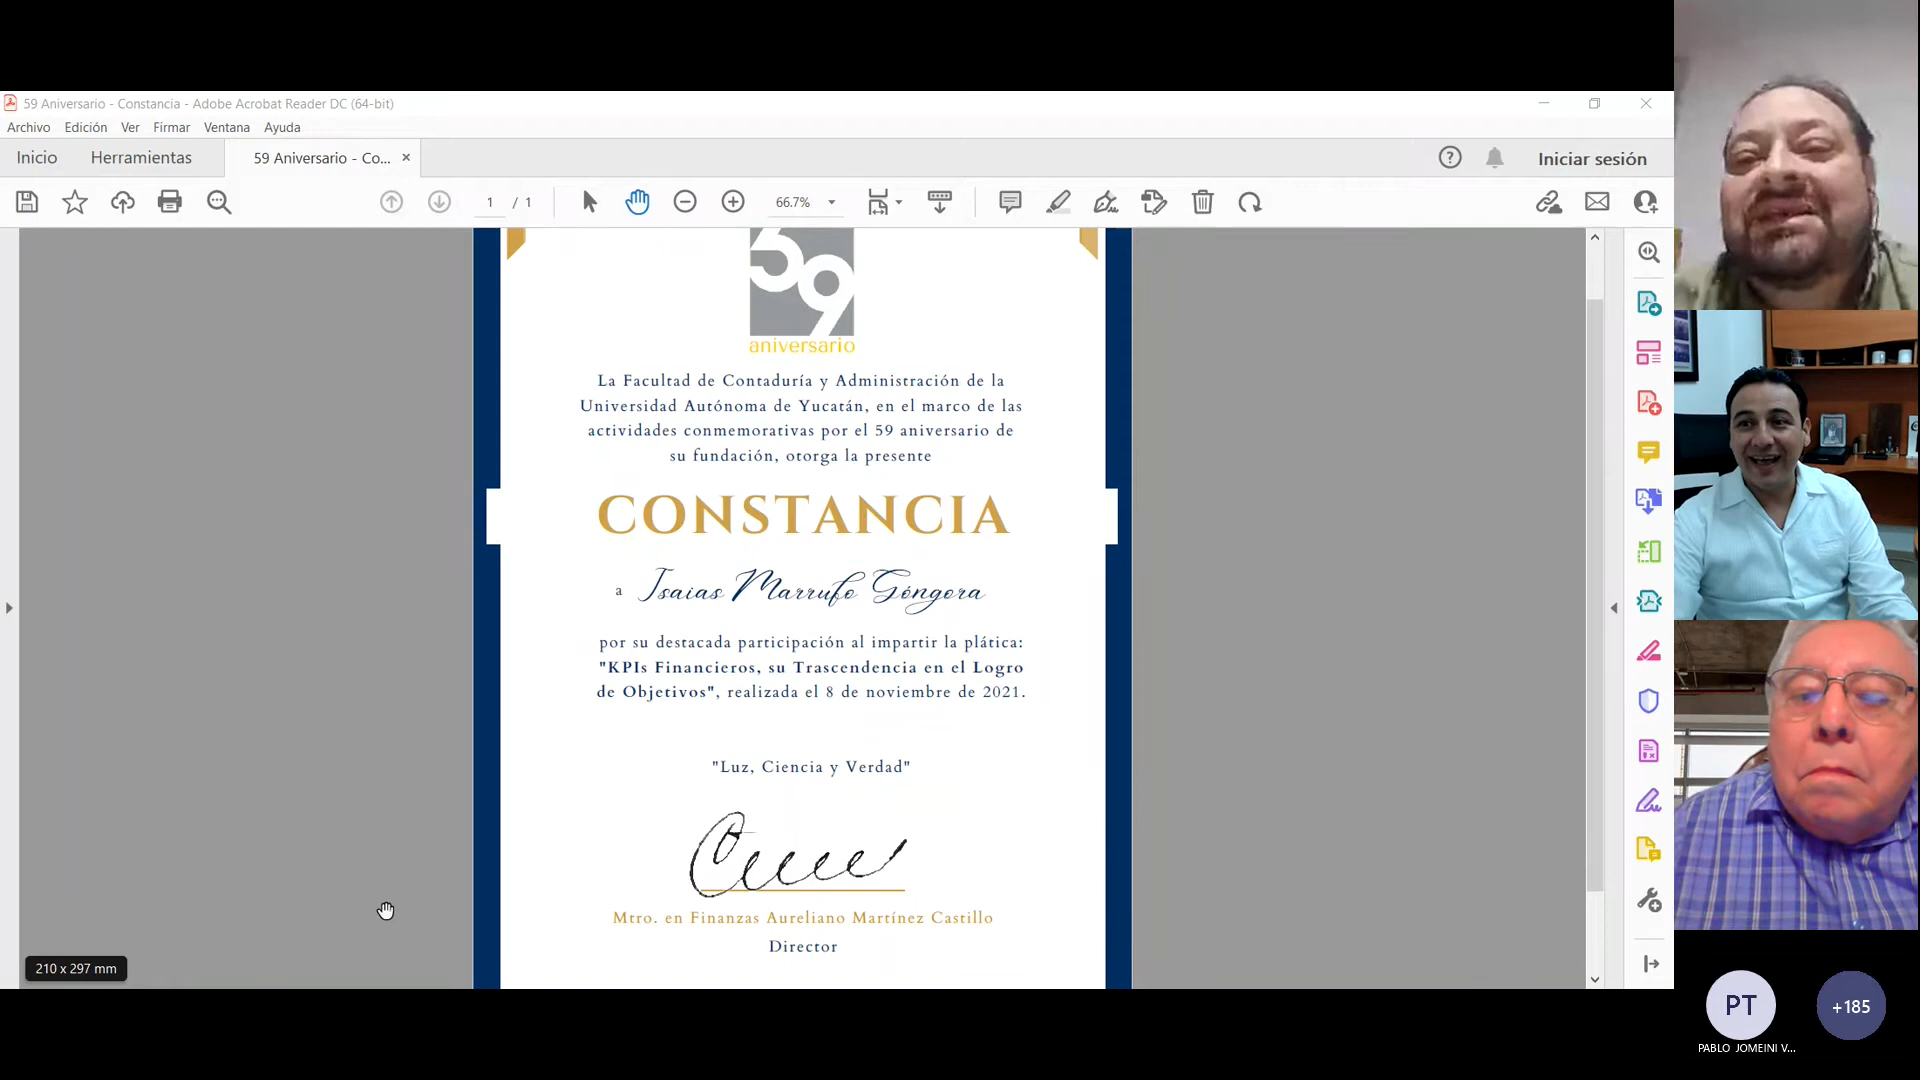 59 Aniversario - Constancia - Adobe Acrobat Reader DC (64-bit)
Archivo Edición Ver Firmar Ventana Ayuda
Inicio Herramientas 59 Aniversario - Co... × Iniciar sesión
1 / 1 66.7%
59
aniversario
La Facultad de Contaduría y Administración de la
Universidad Autónoma de Yucatán, en el marco de las
actividades conmemorativas por el 59 aniversario de
su fundación, otorga la presente
CONSTANCIA
a Isaias Marrufo Góngora
por su destacada participación al impartir la plática:
"KPIs Financieros, su Trascendencia en el Logro
de Objetivos", realizada el 8 de noviembre de 2021.
"Luz, Ciencia y Verdad"
Mtro. en Finanzas Aureliano Martínez Castillo
Director
210 x 297 mm
PT
+185
PABLO JOMEINI V...